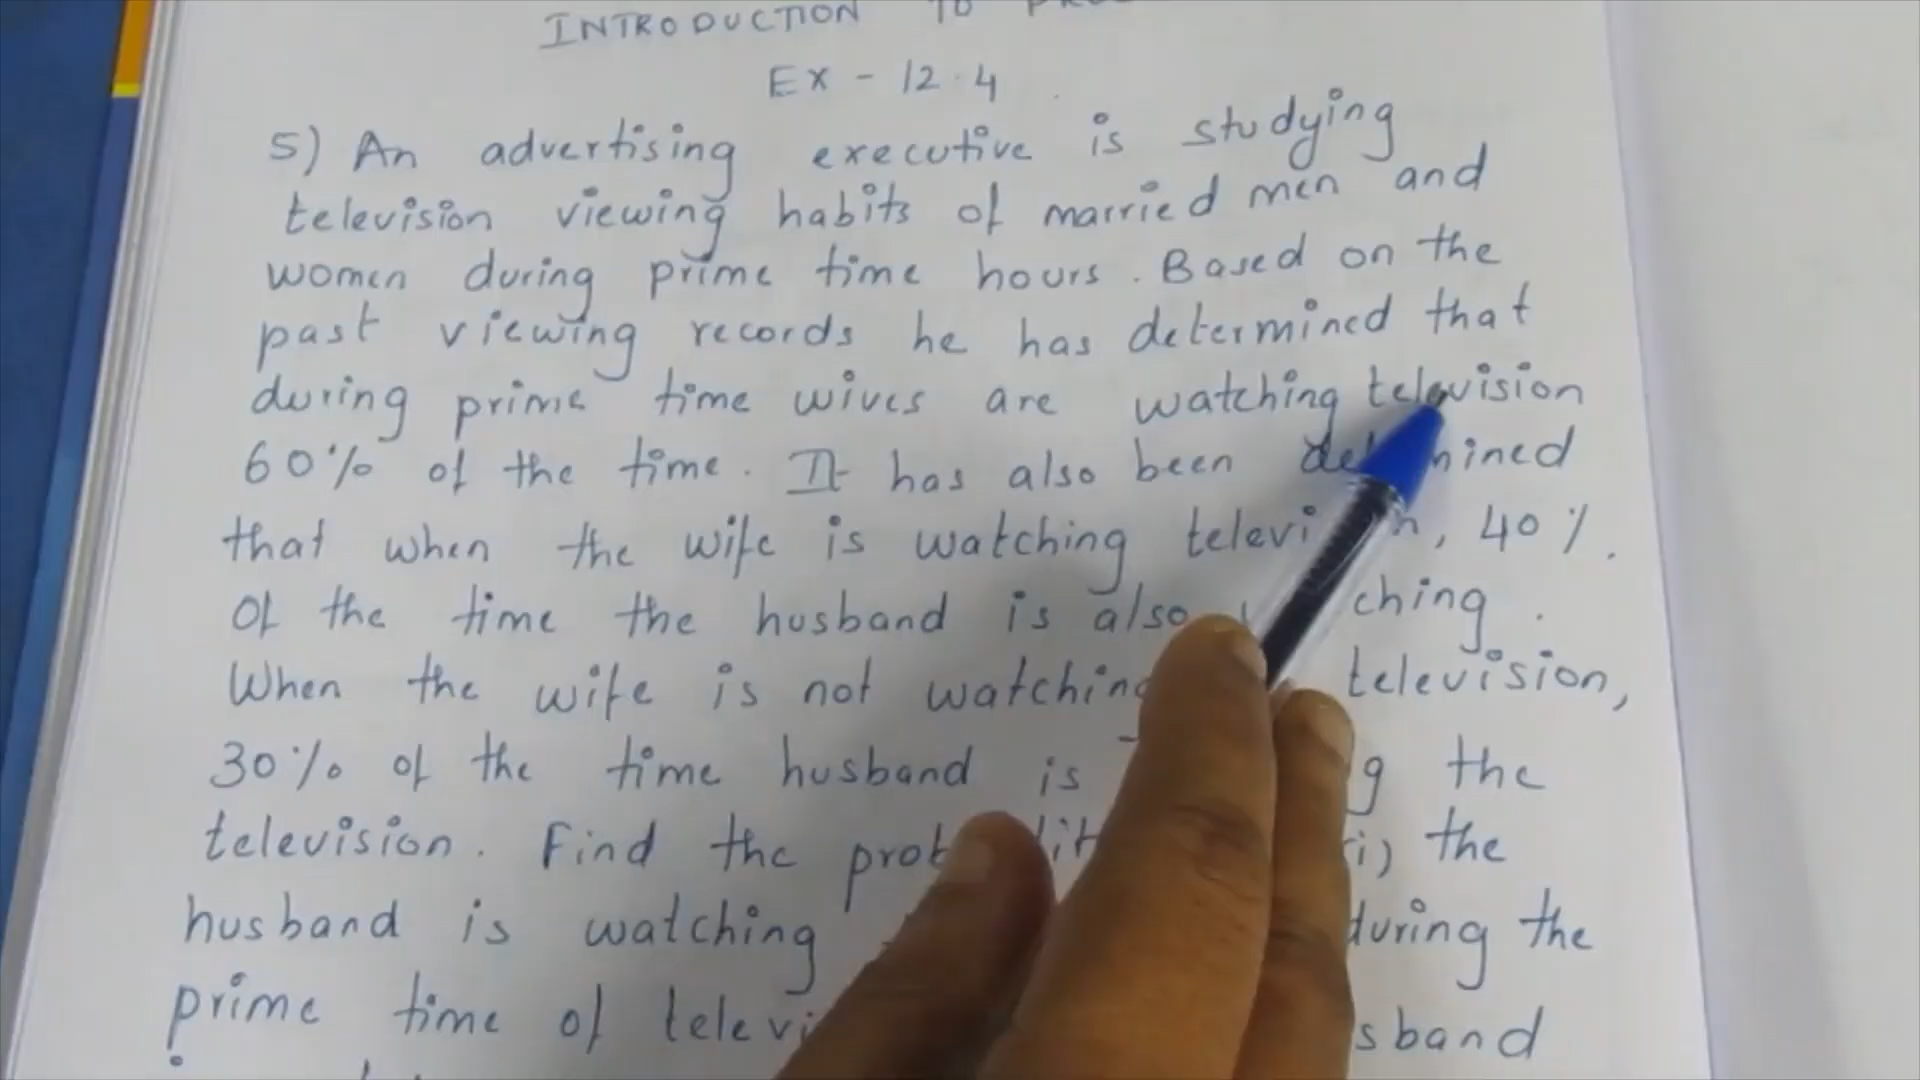 INTRODUCTION TO
EX - 12.4
5) An advertising executive is studying
television viewing habits of married men and
women during prime time hours. Based on the
past viewing records he has determined that
during prime time wives are watching television
60% of the time. It has also been
that when the wife is watching 40%.
Of the time the husband is also
When the wife is not television,
30% of the time husband is the
television. Find the i) the
husband is watching during the
prime time of